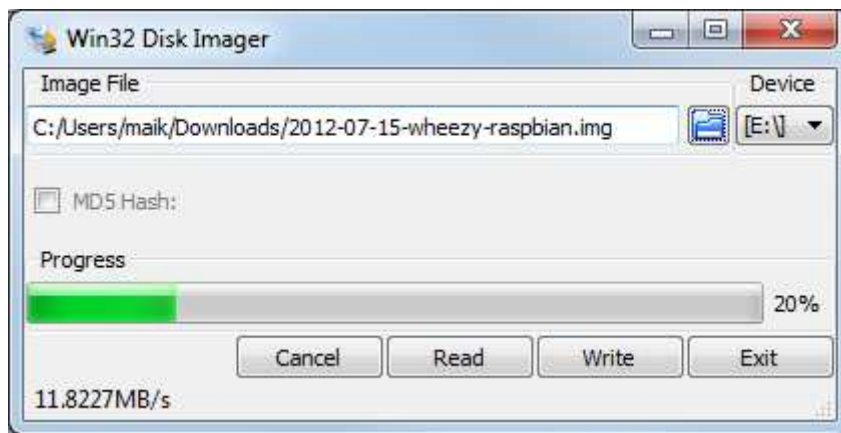 Win32 Disk Imager
Image File
Device
C:/Users/maik/Downloads/2012-07-15-wheezy-raspbian.img
[E:\]
MD5 Hash:
Progress
20%
Cancel Read Write Exit
11.8227MB/s